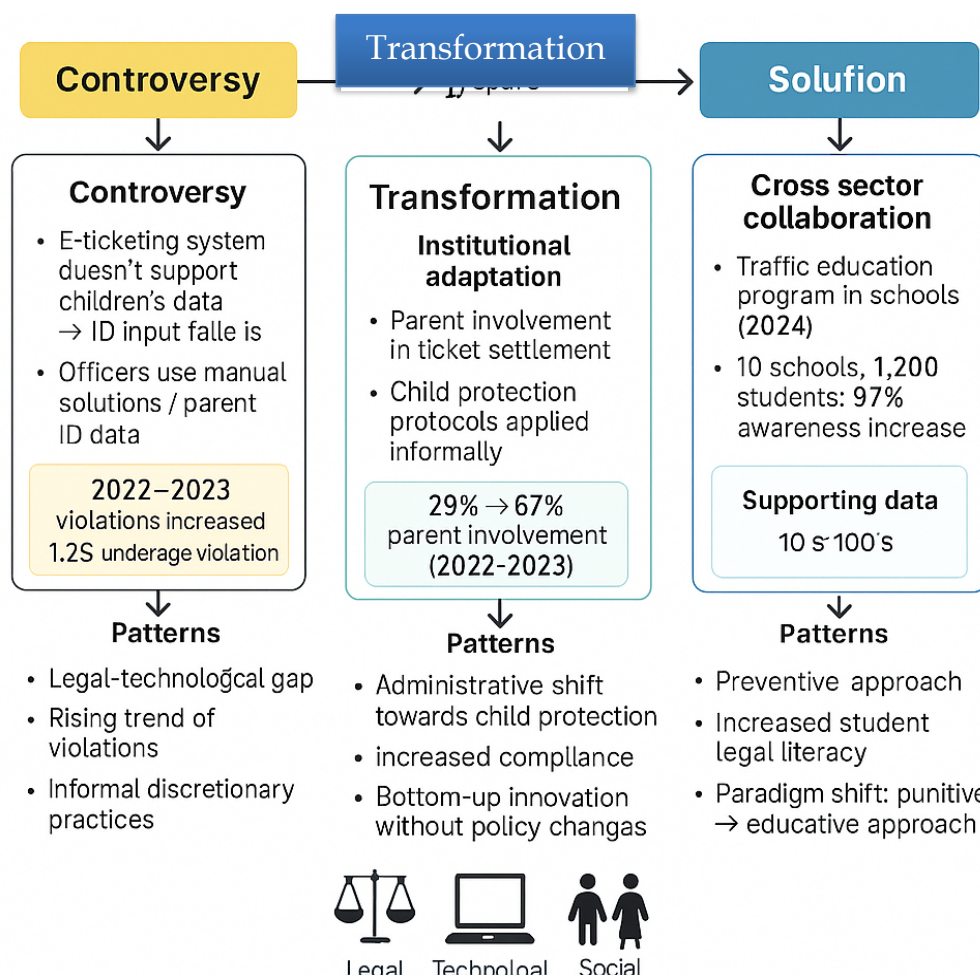 Controversy
Transformation
Solufion
Controversy
• E-ticketing system
duesn't support
children's data
→ ID input falle is
• Officers use manual
solutions / parent
ID data
2022–2023
violations increased
1.2S underage violation
Patterns
• Legal-technoloğcal gap
• Rising trend of
violations
• Informal discretionary
practices
Transformation
Institutional
adaptation
• Parent involvement
in ticket settlement
• Child protection
protocols applied
informally
29% → 67%
parent involvement
(2022-2023)
Patterns
• Administrative shift
towards child protection
• increased compllance
• Bottom-up innovation
without policy changas
Cross sector
collaboration
• Traffic education
program in schools
(2024)
• 10 schools, 1,200
students: 97%
awareness increase
Supporting data
10 s-100's
Patterns
• Preventive approach
• Increased student
legal literacy
• Paradigm shift: punitive
→ educative approach
Legal
Technpoloal
Social